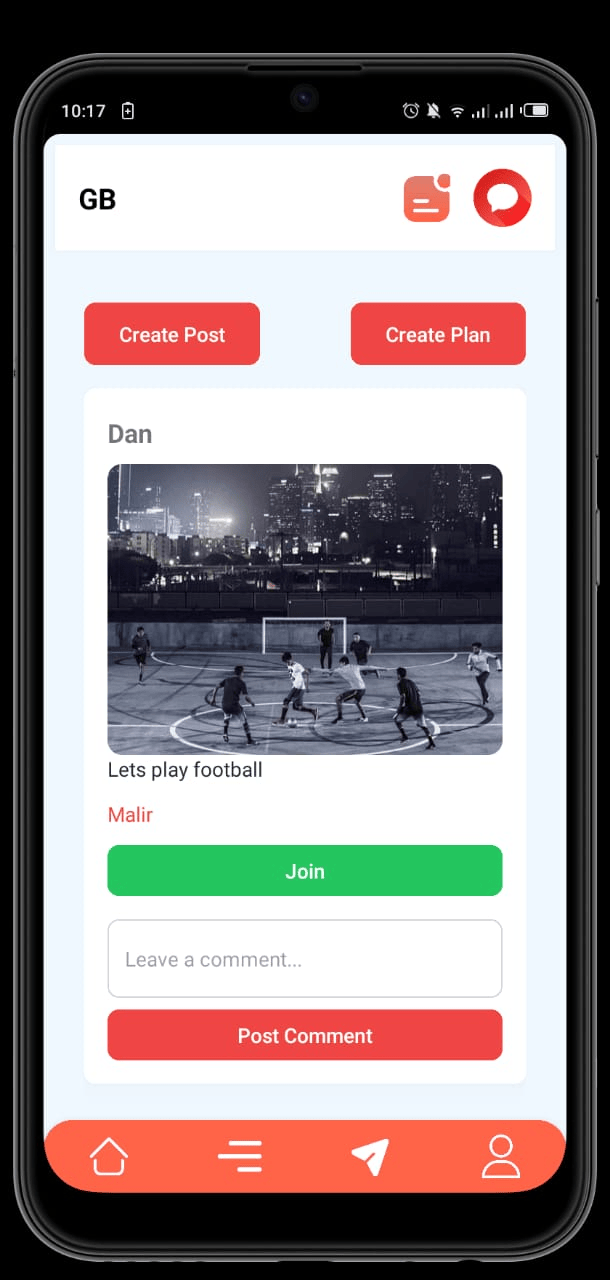 10:17
GB
Create Post
Create Plan
Dan
Lets play football
Malir
Join
Leave a comment...
Post Comment